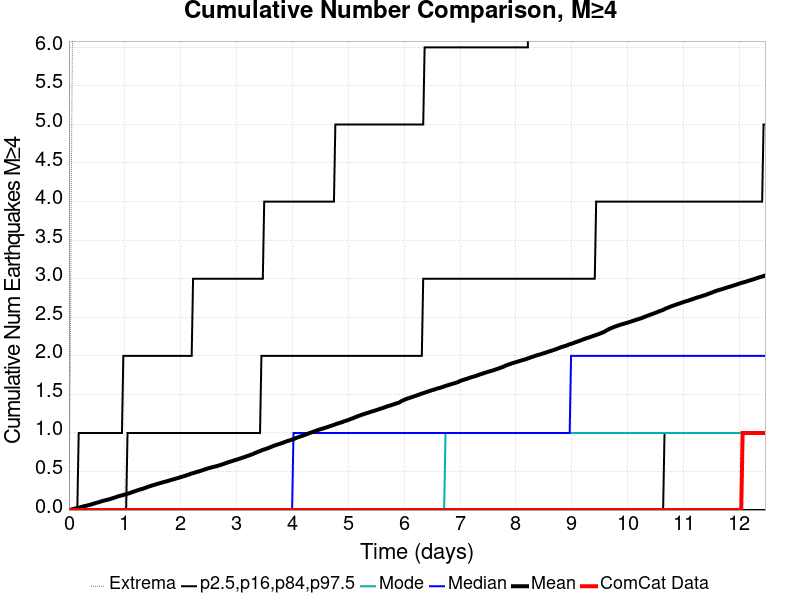 Cumulative Number Comparison, M≥4
Cumulative Num Earthquakes M≥4
6.0
5.5
5.0
4.5
4.0
3.5
3.0
2.5
2.0
1.5
1.0
0.5
0.0
0 1 2 3 4 5 6 7 8 9 10 11 12
Time (days)
Extrema p2.5,p16,p84,p97.5 Mode Median Mean ComCat Data